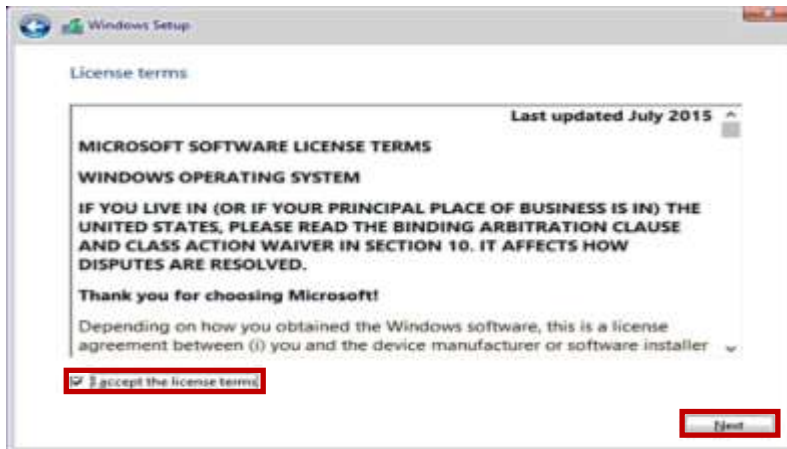 Windows Setup
License terms
Last updated July 2015
MICROSOFT SOFTWARE LICENSE TERMS
WINDOWS OPERATING SYSTEM
IF YOU LIVE IN (OR IF YOUR PRINCIPAL PLACE OF BUSINESS IS IN) THE
UNITED STATES, PLEASE READ THE BINDING ARBITRATION CLAUSE
AND CLASS ACTION WAIVER IN SECTION 10. IT AFFECTS HOW
DISPUTES ARE RESOLVED.
Thank you for choosing Microsoft!
Depending on how you obtained the Windows software, this is a license
agreement between (i) you and the device manufacturer or software installer
I accept the license terms
Next